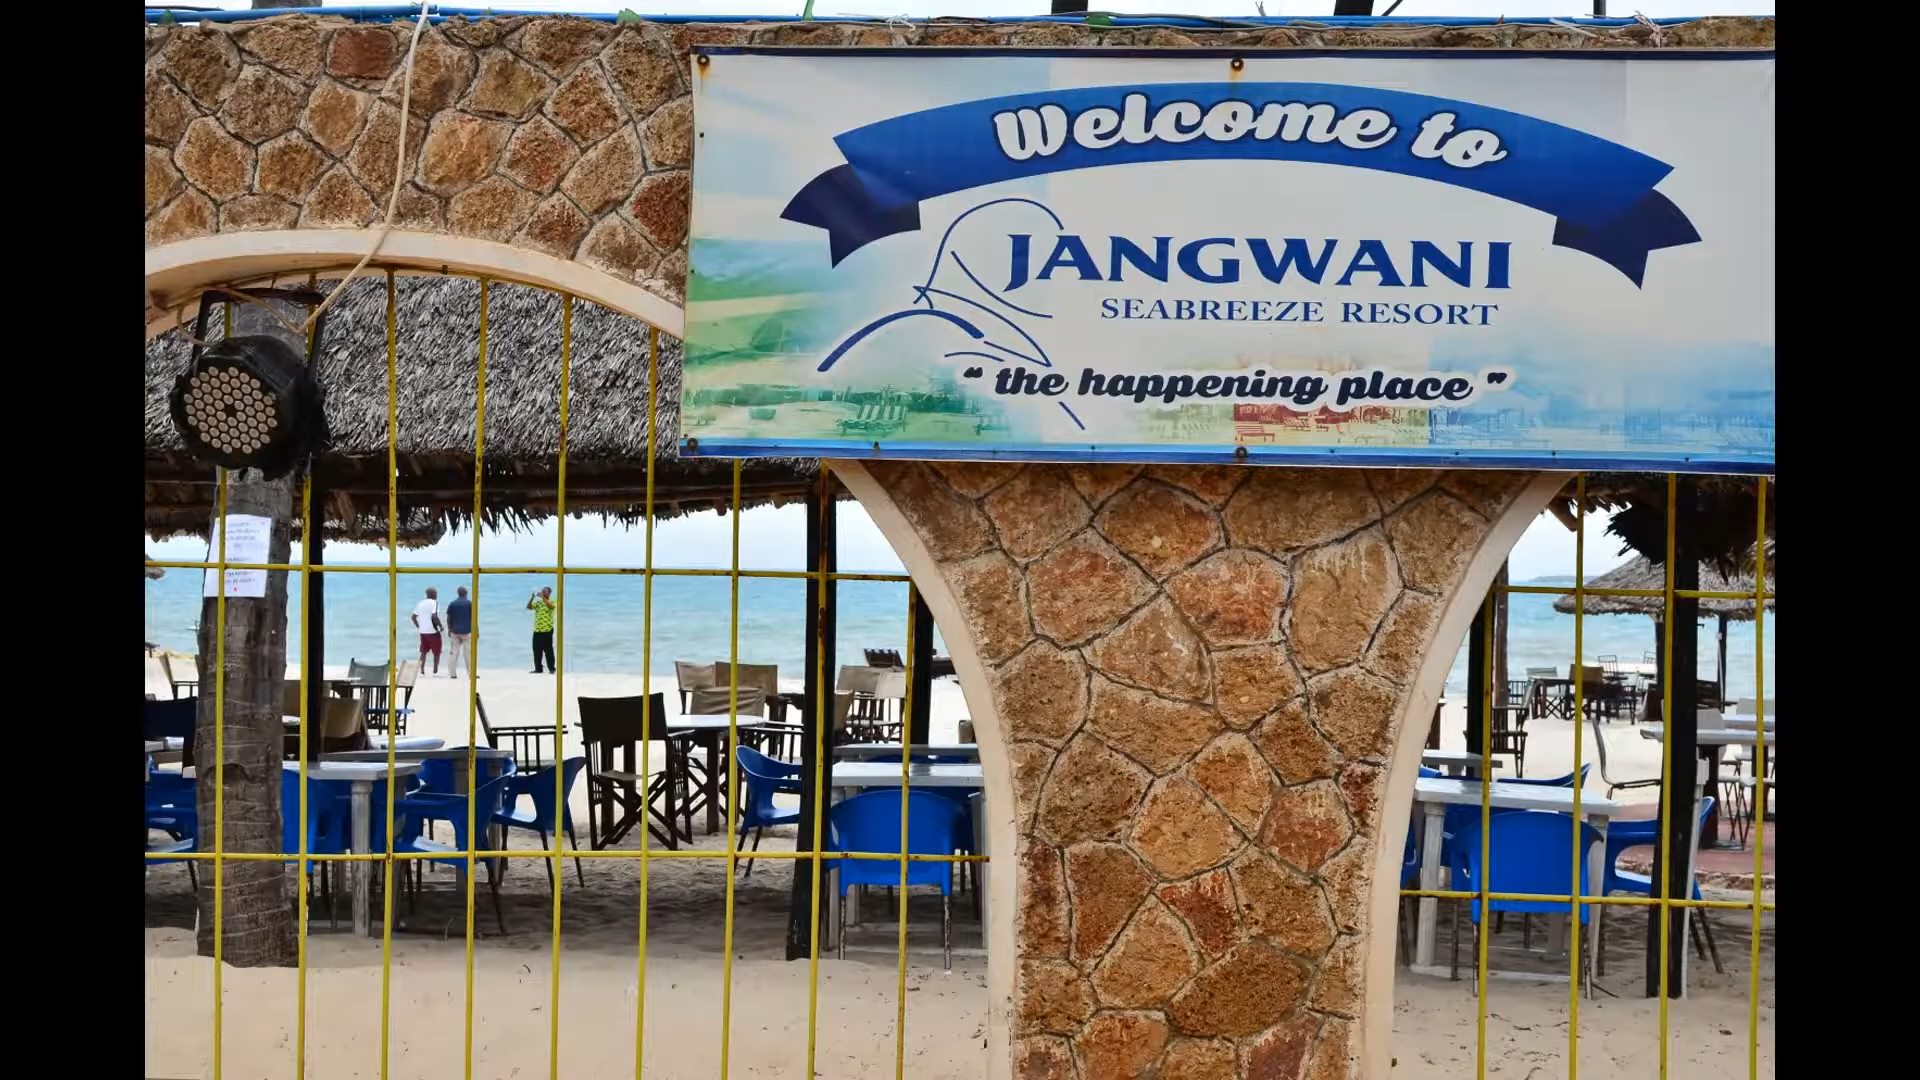 Welcome to
JANGWANI
SEABREEZE RESORT
“ the happening place ”